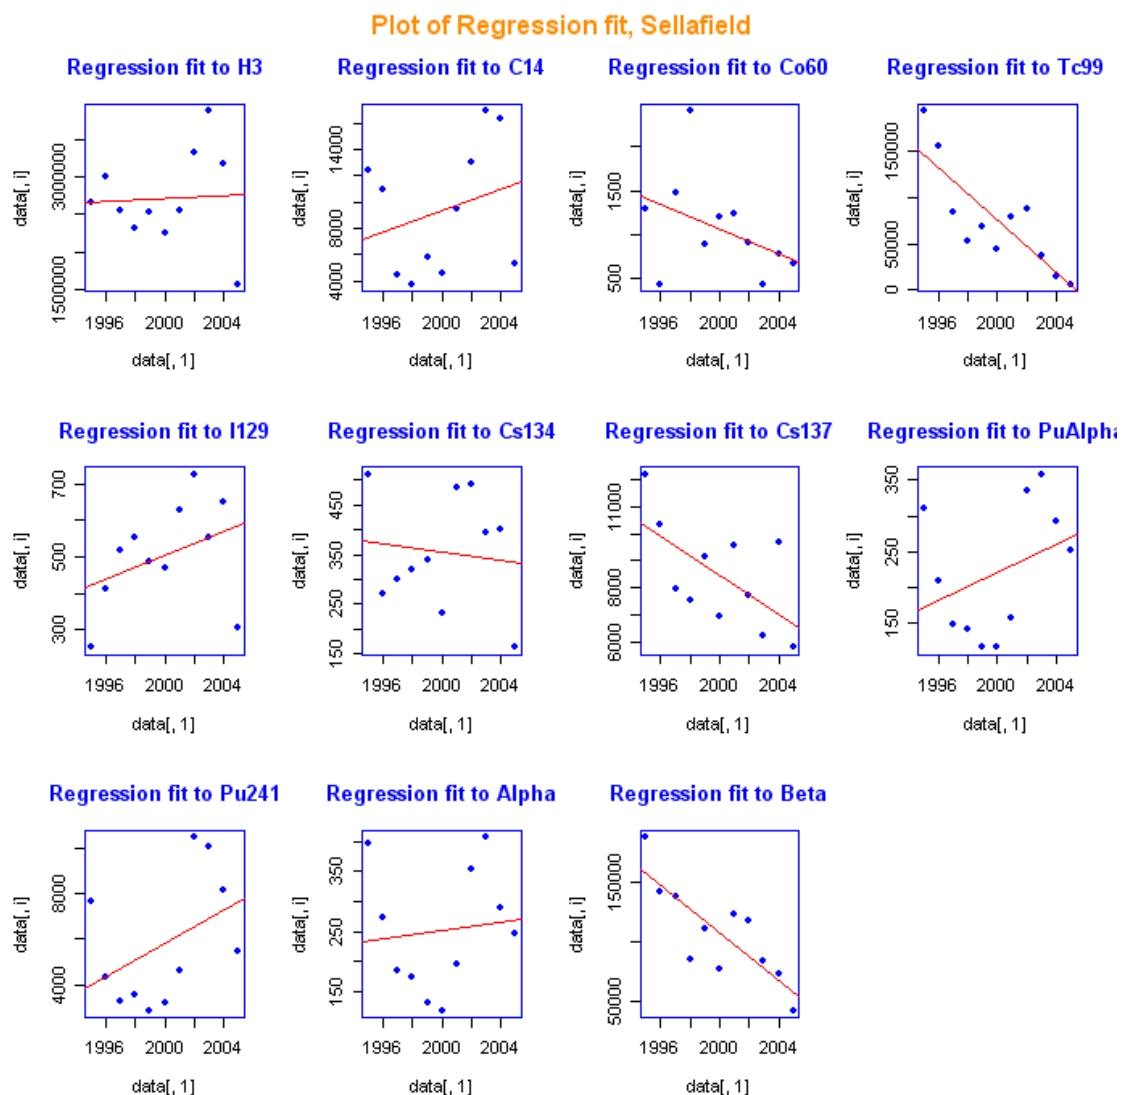 Plot of Regression fit, Sellafield
Regression fit to H3
data[, i]
3000000
1500000
1996 2000 2004
data[, 1]
Regression fit to C14
data[, i]
14000
8000
4000
1996 2000 2004
data[, 1]
Regression fit to Co60
data[, i]
1500
500
1996 2000 2004
data[, 1]
Regression fit to Tc99
data[, i]
150000
50000
0
1996 2000 2004
data[, 1]
Regression fit to I129
data[, i]
700
500
300
1996 2000 2004
data[, 1]
Regression fit to Cs134
data[, i]
450
350
250
150
1996 2000 2004
data[, 1]
Regression fit to Cs137
data[, i]
11000
8000
6000
1996 2000 2004
data[, 1]
Regression fit to PuAlpha
data[, i]
350
250
150
1996 2000 2004
data[, 1]
Regression fit to Pu241
data[, i]
8000
4000
1996 2000 2004
data[, 1]
Regression fit to Alpha
data[, i]
350
250
150
1996 2000 2004
data[, 1]
Regression fit to Beta
data[, i]
150000
50000
1996 2000 2004
data[, 1]